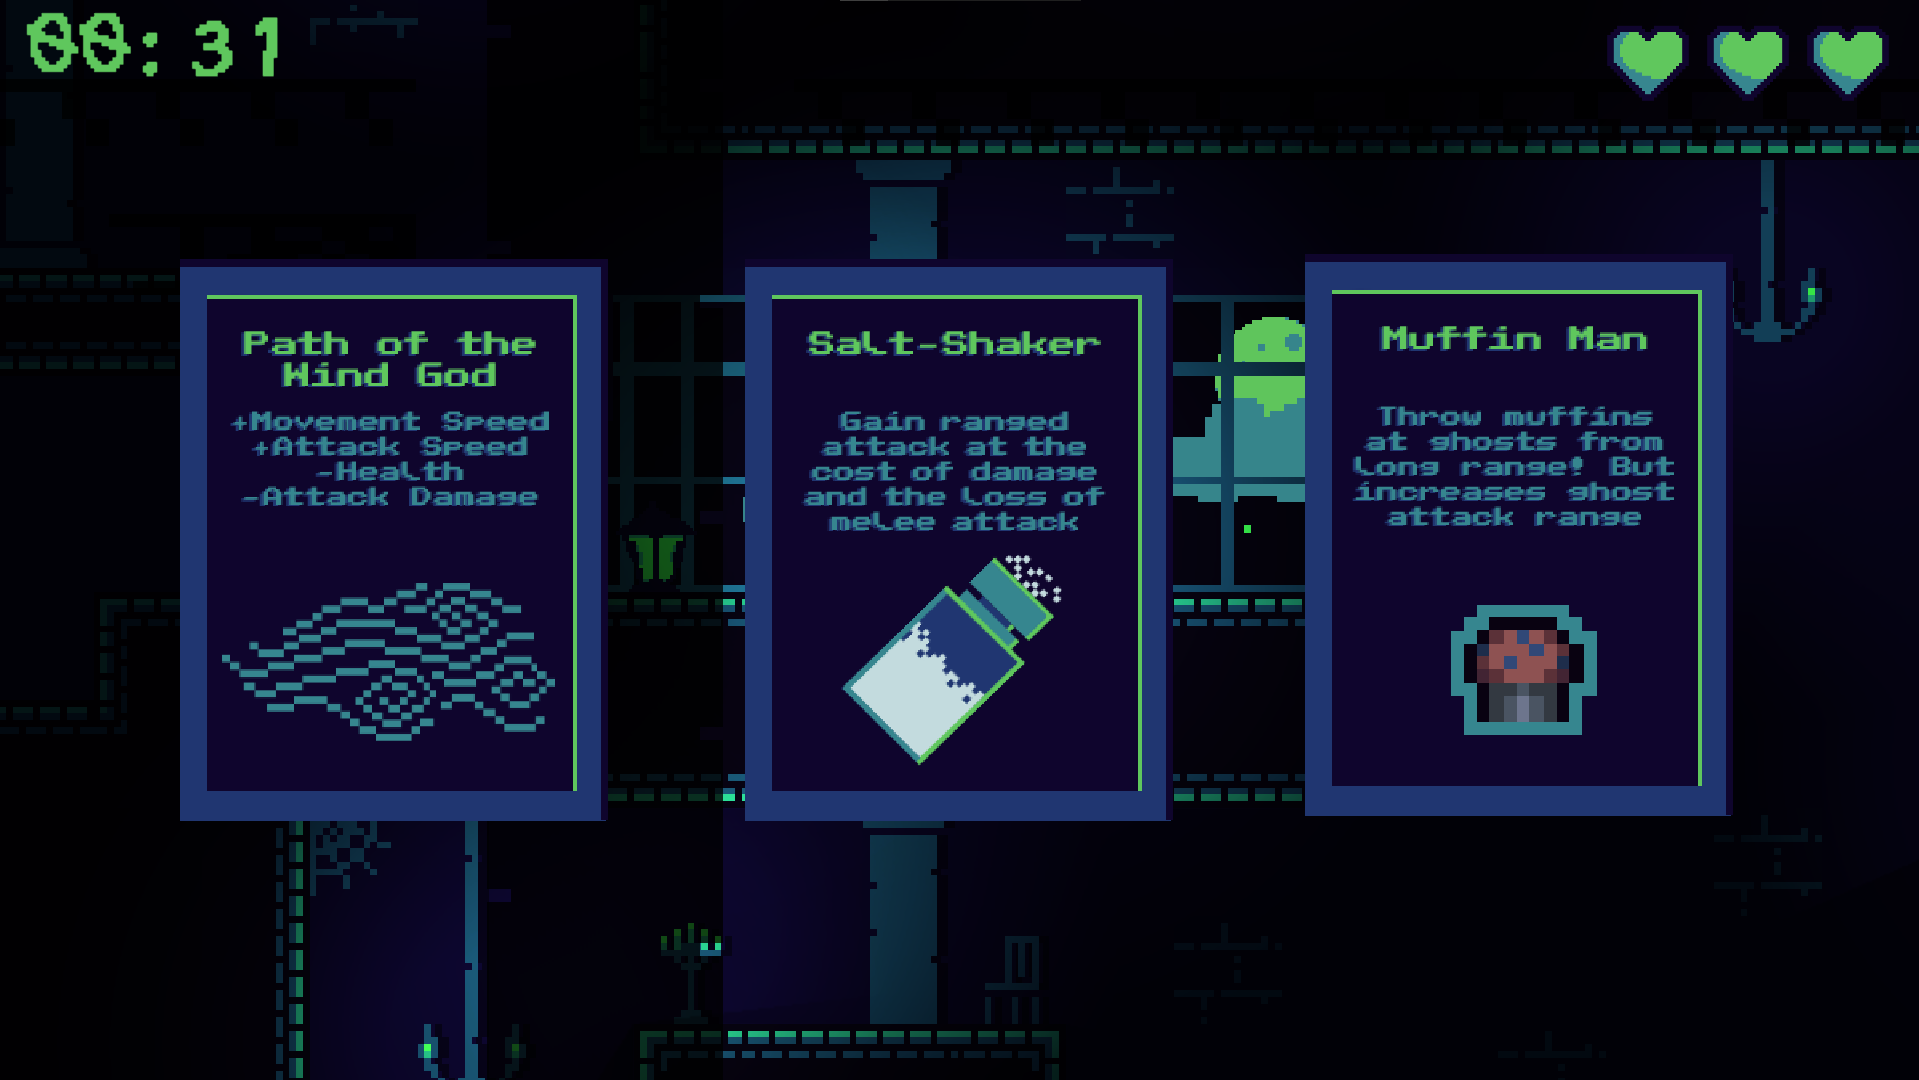 00:31
Path of the
Wind God
+Movement Speed
+Attack Speed
-Health
-Attack Damage
Salt-Shaker
Gain ranged
attack at the
cost of damage
and the loss of
melee attack
Muffin Man
Throw muffins
at ghosts from
long range! But
increases ghost
attack range